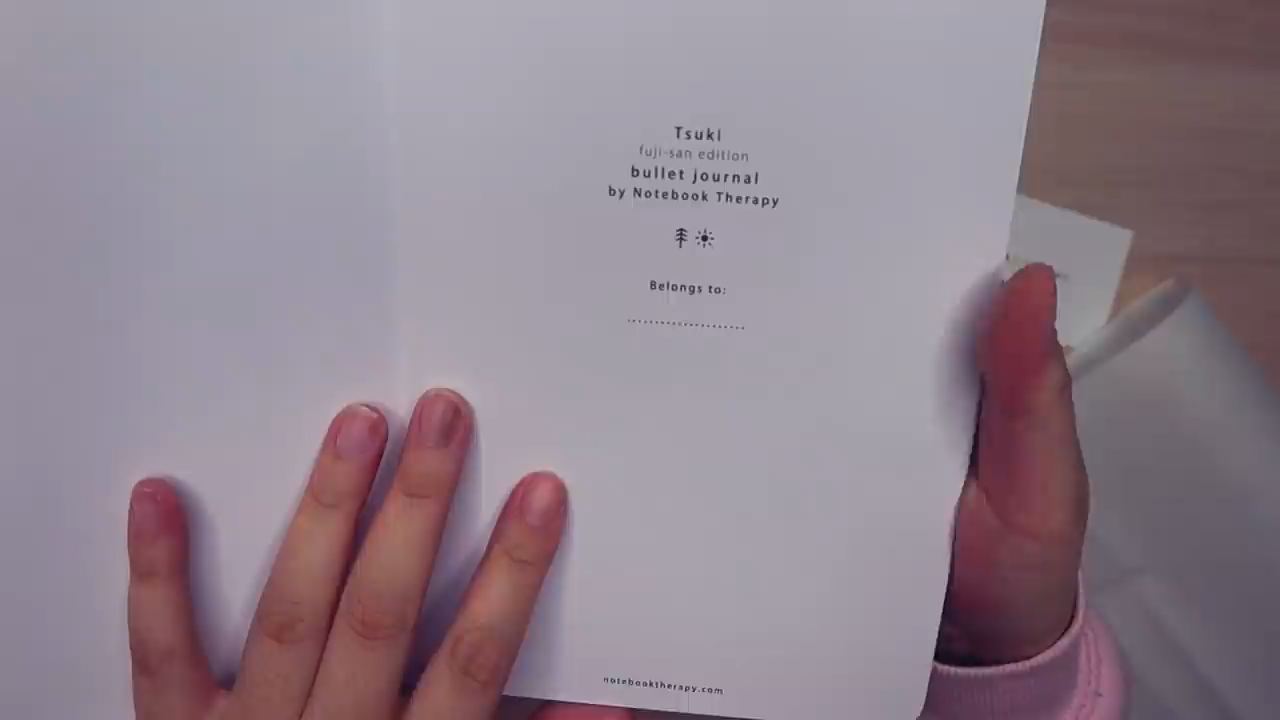 Tsuki
fuji-san edition
bullet journal
by Notebook Therapy
Belongs to:
notebooktherapy.com